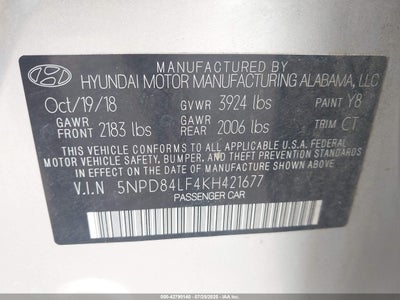 MANUFACTURED BY
HYUNDAI MOTOR MANUFACTURING ALABAMA, LLC
Oct/19/18 GVWR 3924 lbs PAINT Y8
GAWR FRONT 2183 lbs GAWR REAR 2006 lbs TRIM CT
THIS VEHICLE CONFORMS TO ALL APPLICABLE U.S.A. FEDERAL
MOTOR VEHICLE SAFETY, BUMPER, AND THEFT PREVENTION STANDARDS
IN EFFECT ON THE DATE OF MANUFACTURE SHOWN ABOVE.
V.I.N 5NPD84LF4KH421677
PASSENGER CAR